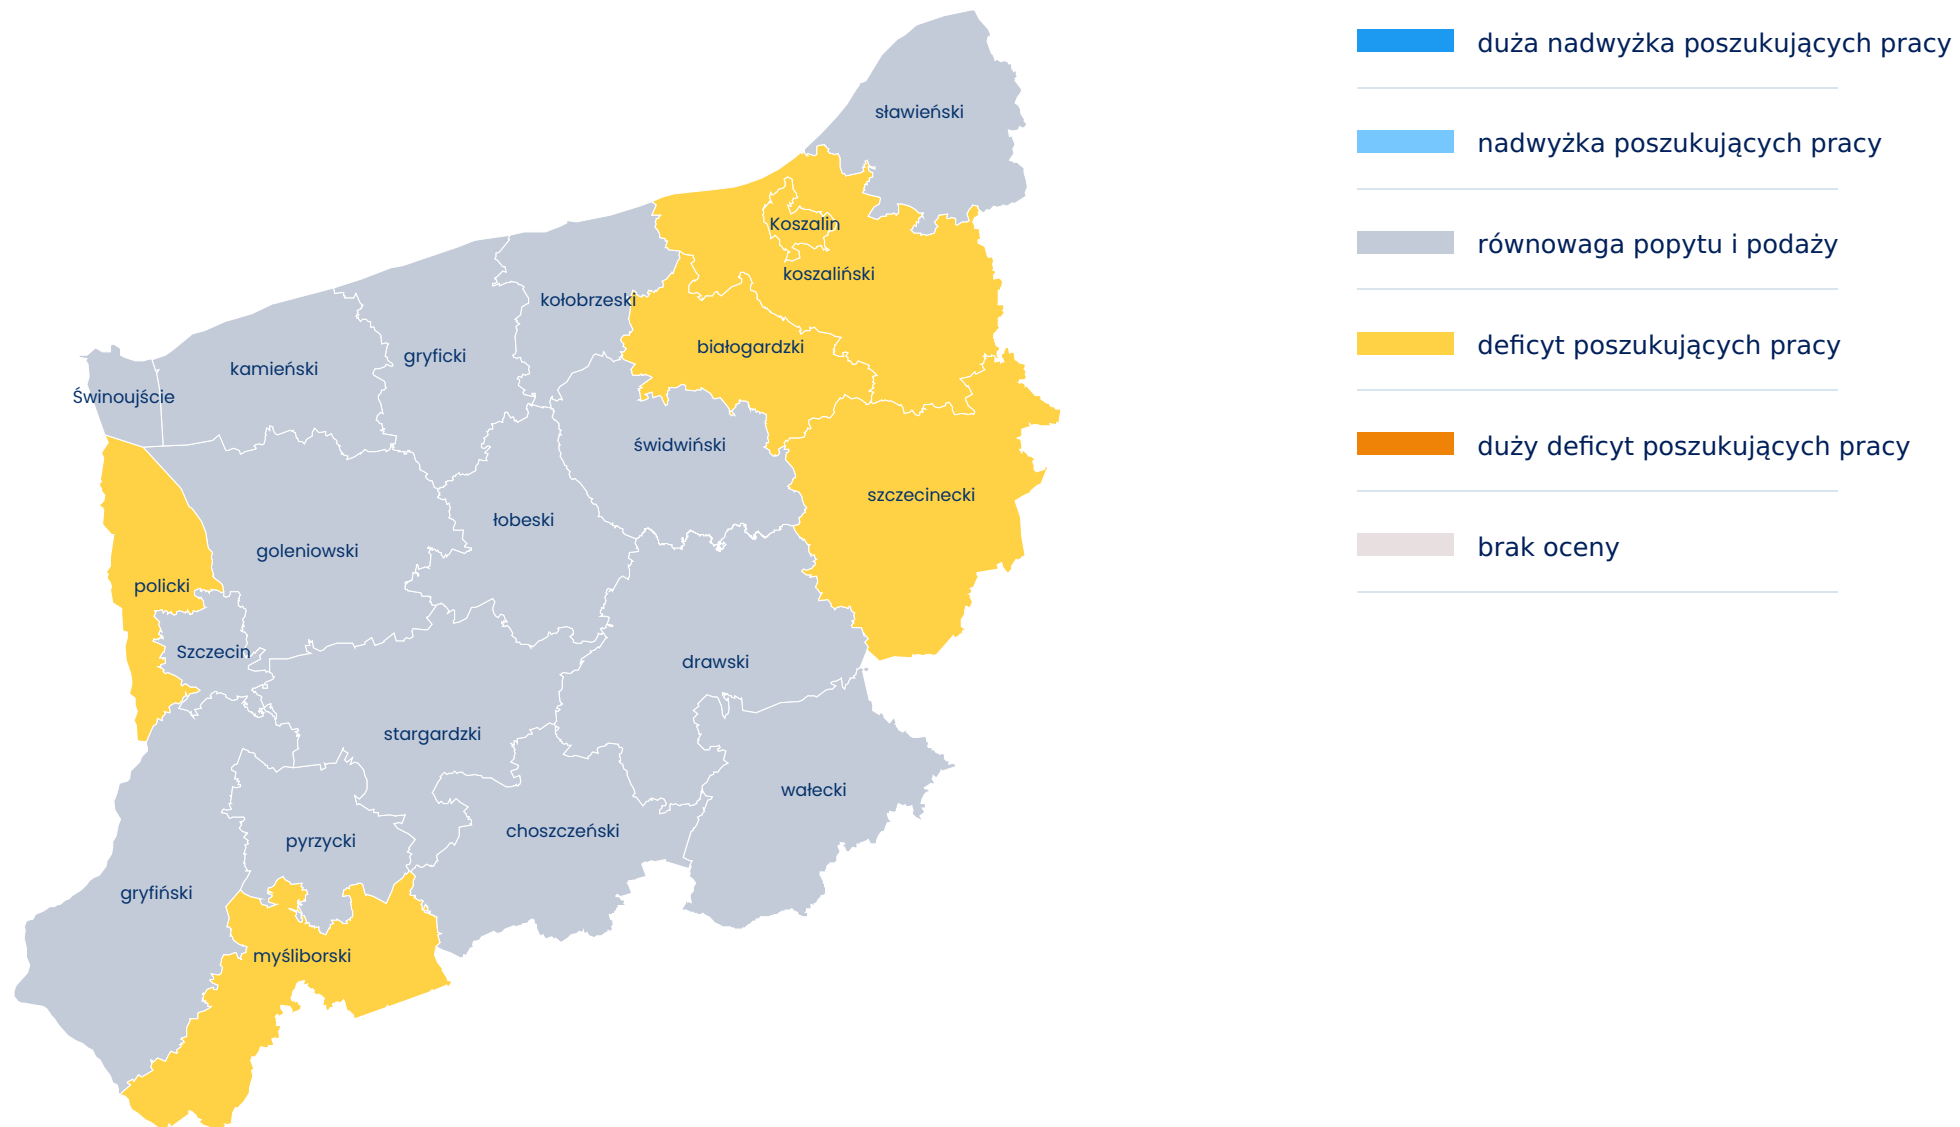 sławieński
Koszalin
koszaliński
kołobrzeski
białogardzki
gryficki
kamieński
Świnoujście
świdwiński
szczecinecki
łobeski
goleniowski
policki
Szczecin
drawski
stargardzki
wałecki
choszczeński
pyrzycki
gryfiński
myśliborski
duża nadwyżka poszukujących pracy
nadwyżka poszukujących pracy
równowaga popytu i podaży
deficyt poszukujących pracy
duży deficyt poszukujących pracy
brak oceny